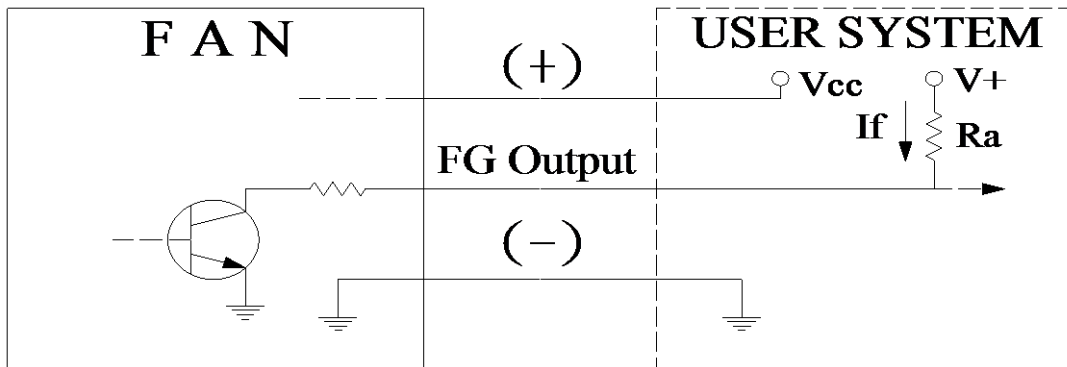 F A N
USER SYSTEM
(+)
Vcc
V+
If
Ra
FG Output
(-)